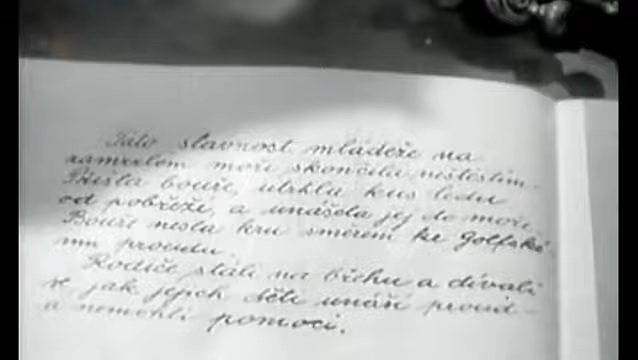 Tato slavnost mládeže na
zamrzlém moři skončila neštěstím.
Přišla bouře, utrhla kus ledu
od pobřeží, a unášela jej do moře.
Bouře nesla kru směrem ke golfské-
mu proudu.
Rodiče stáli na břehu a dívali
se jak jejich děti unáší proud-
a nemohli pomoci.